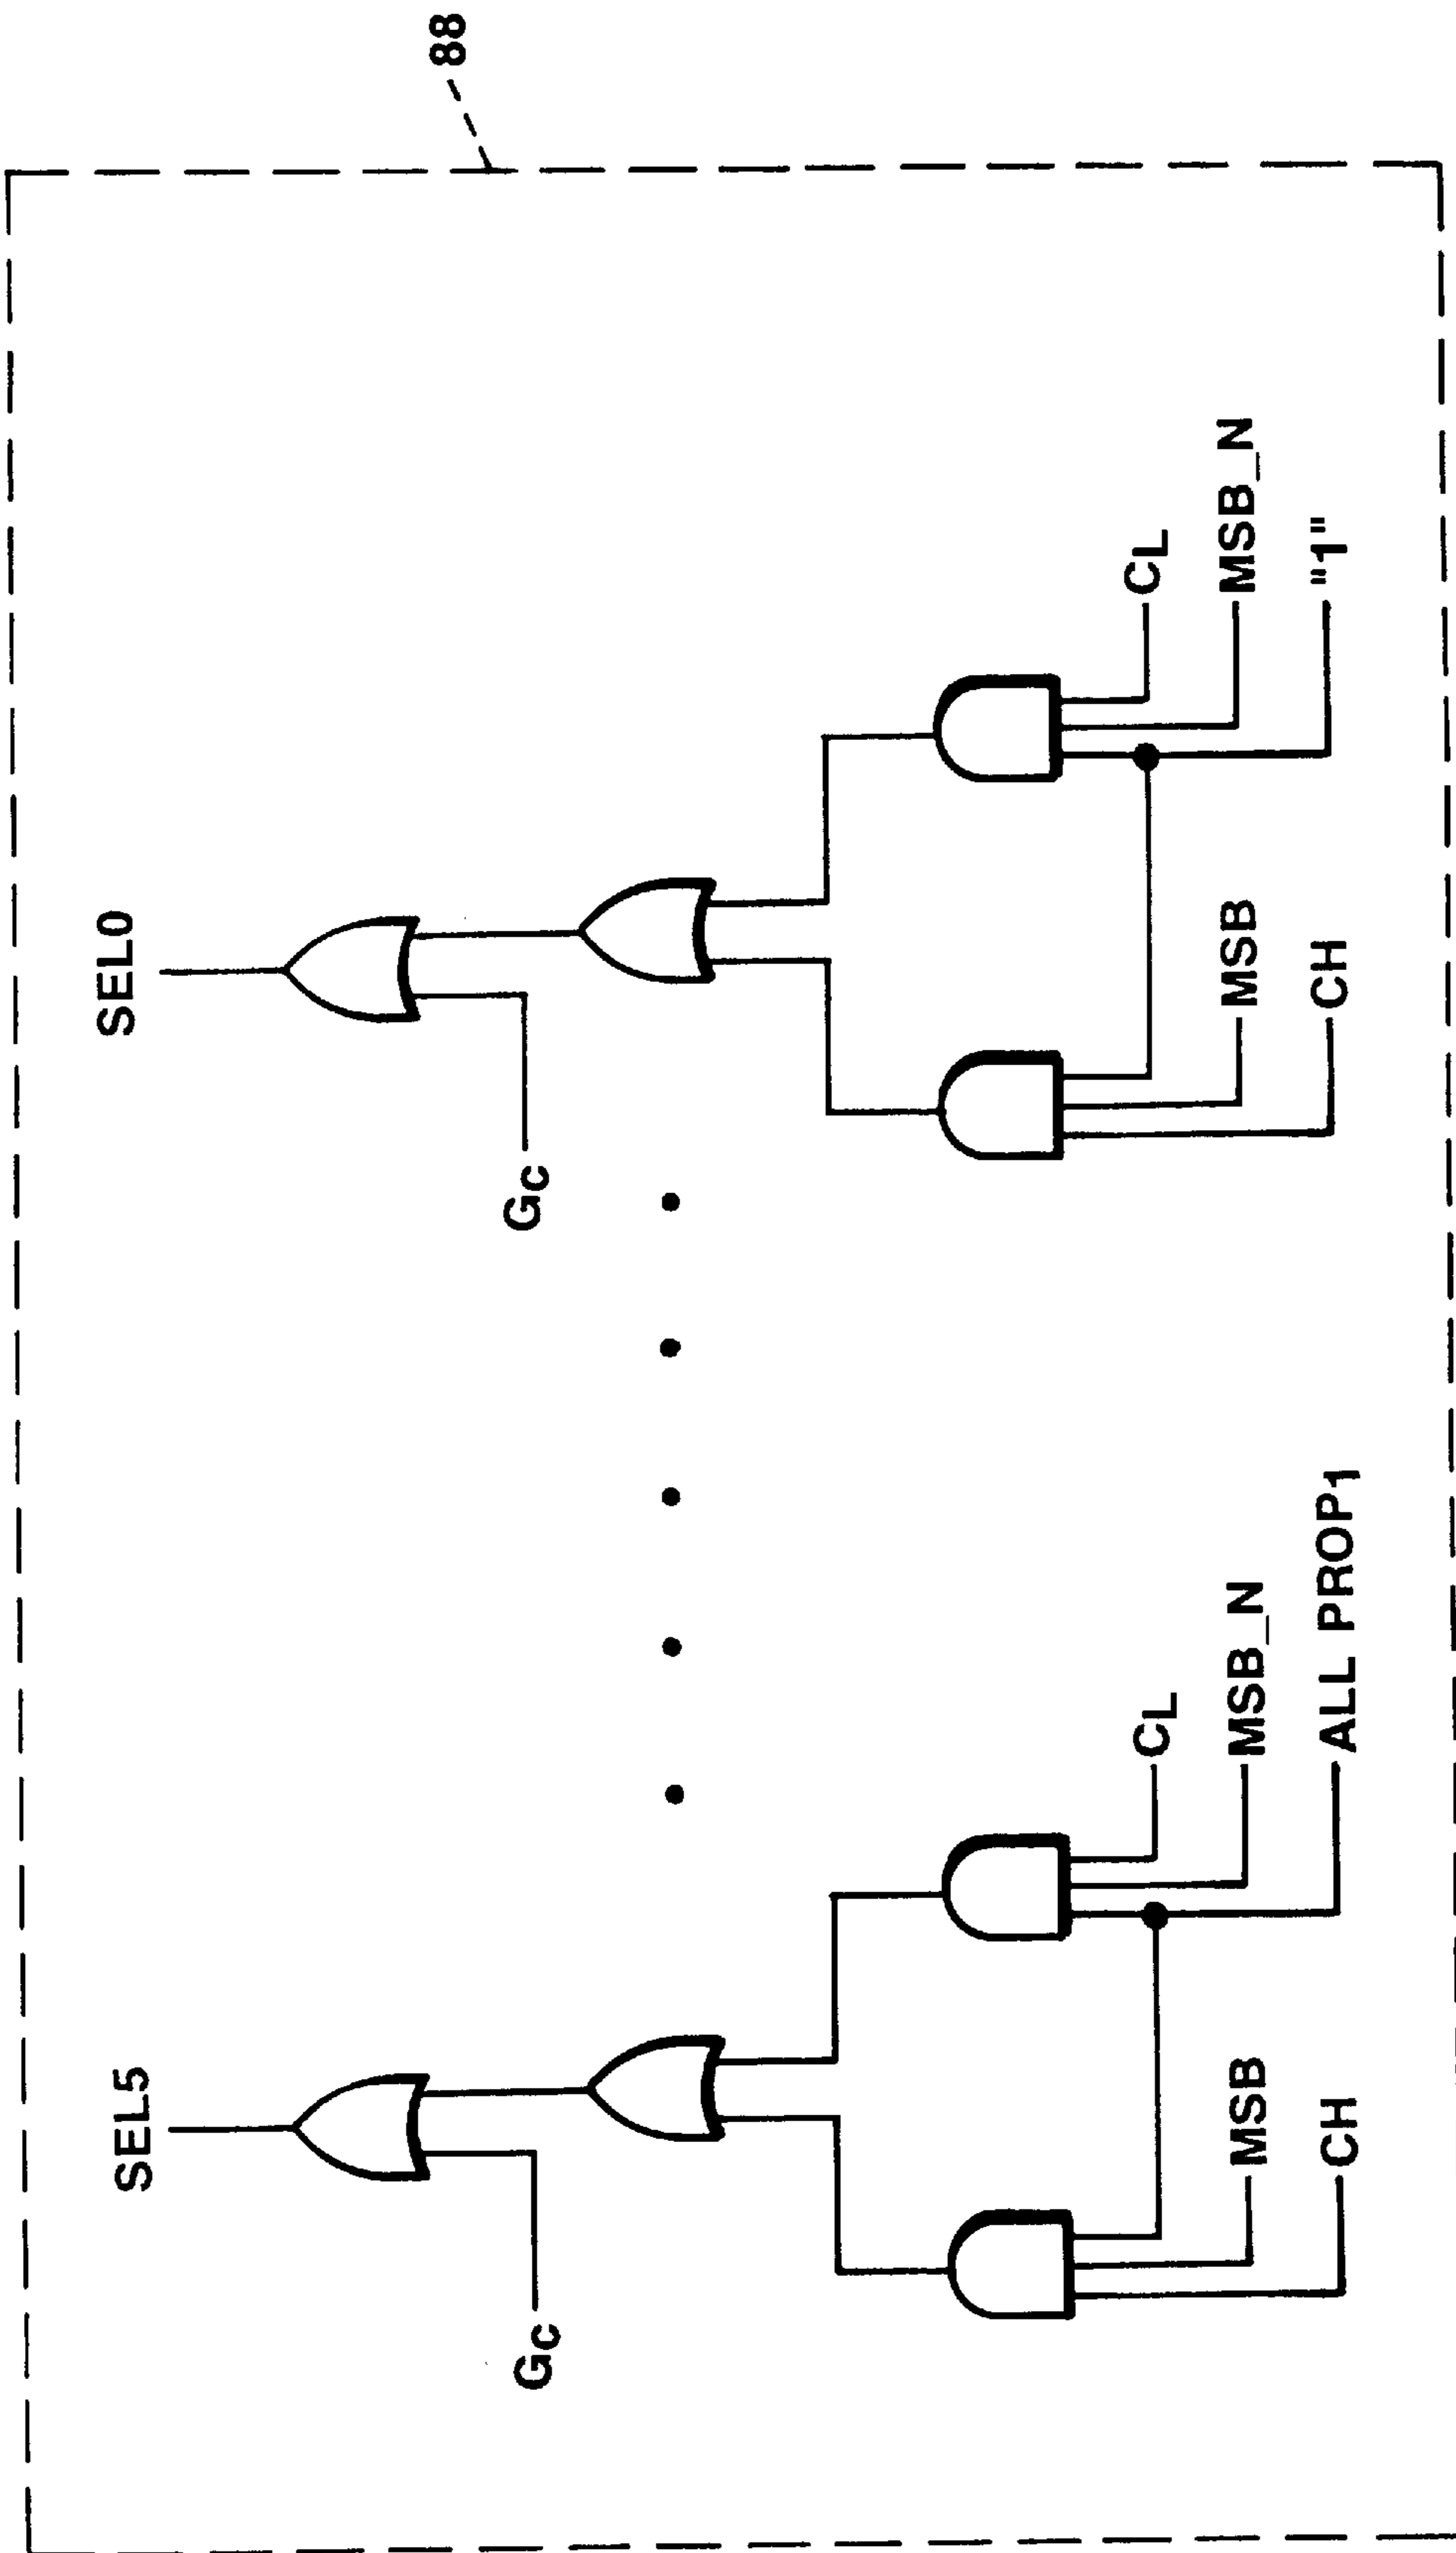 88
SEL5
SEL0
Gc
Gc
CL
CL
MSB
MSB_N
MSB
MSB_N
CH
ALL PROP1
CH
"1"